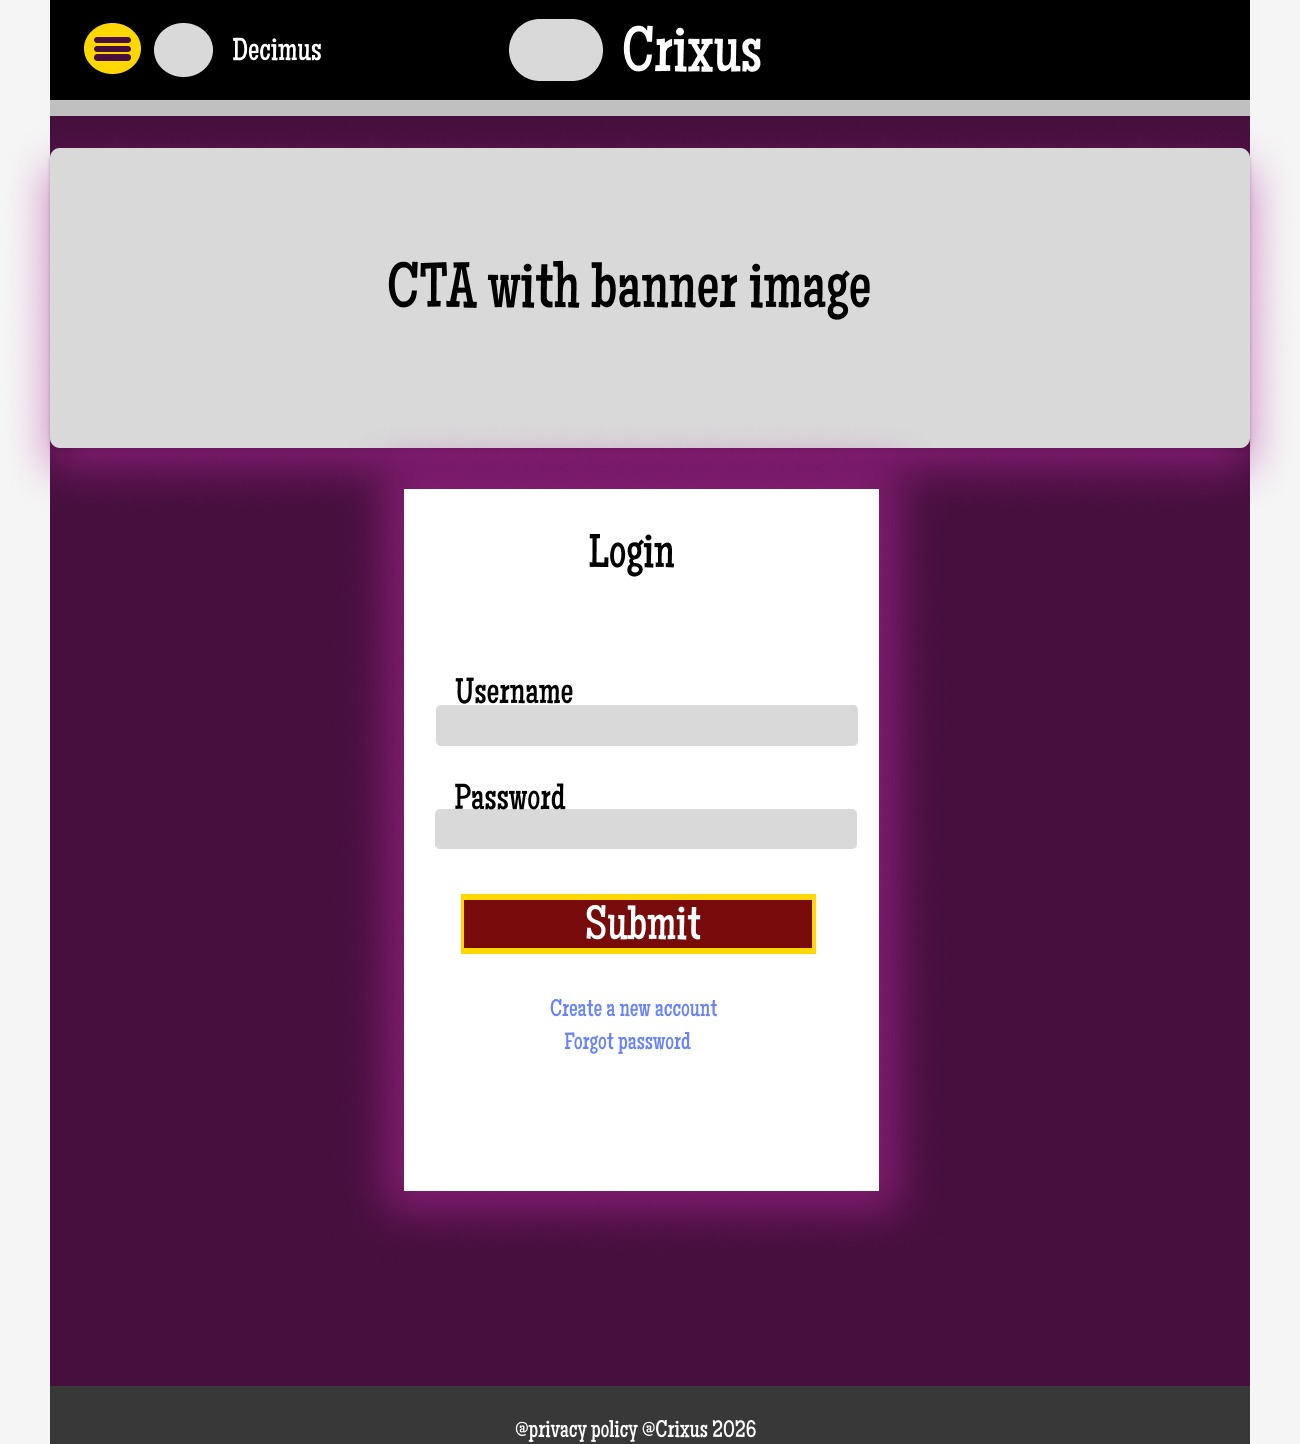 Decimus
Crixus
CTA with banner image
Login
Username
Password
Submit
Create a new account
Forgot password
@privacy policy @Crixus 2026